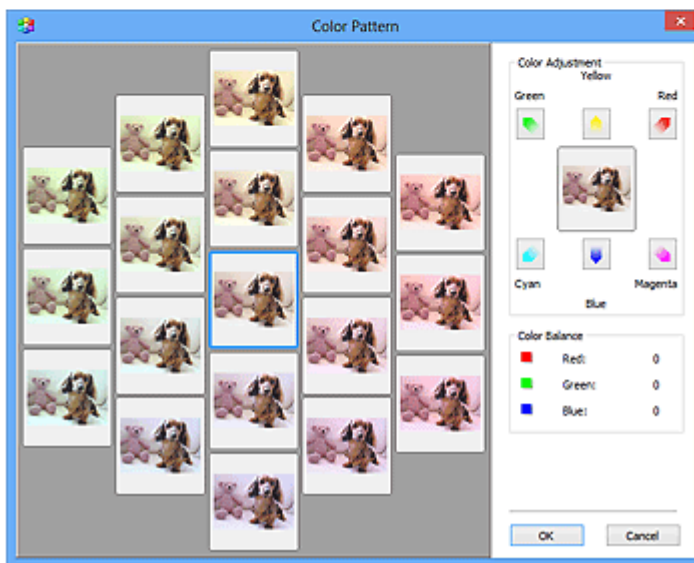 Color Pattern
Color Adjustment
Yellow
Green Red
Cyan Magenta
Blue
Color Balance
Red: 0
Green: 0
Blue: 0
OK Cancel